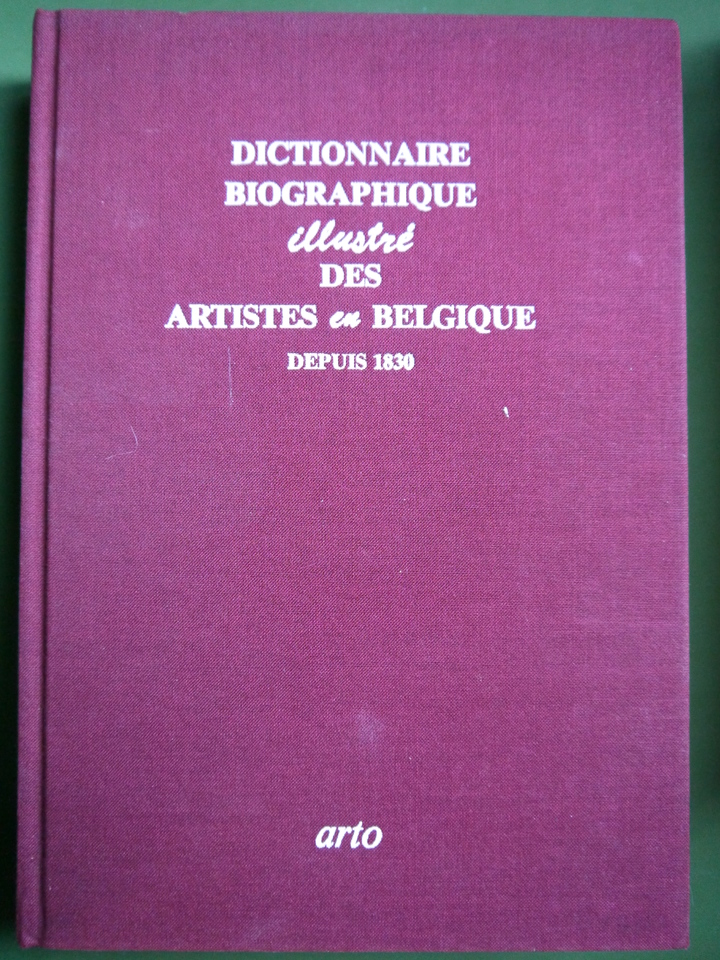 DICTIONNAIRE
BIOGRAPHIQUE
illustré
DES
ARTISTES en BELGIQUE
DEPUIS 1830
arto